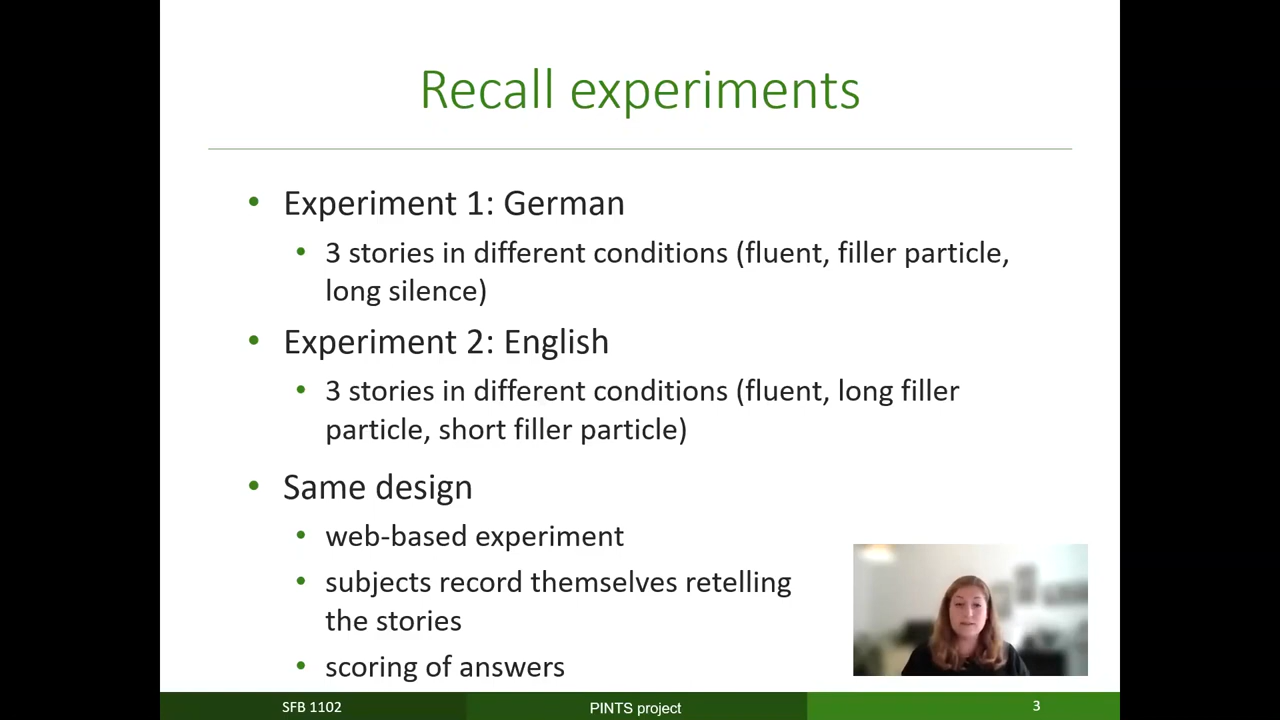 Recall experiments
• Experiment 1: German
• 3 stories in different conditions (fluent, filler particle,
long silence)
• Experiment 2: English
• 3 stories in different conditions (fluent, long filler
particle, short filler particle)
• Same design
• web-based experiment
• subjects record themselves retelling
the stories
• scoring of answers
SFB 1102
PINTS project
3